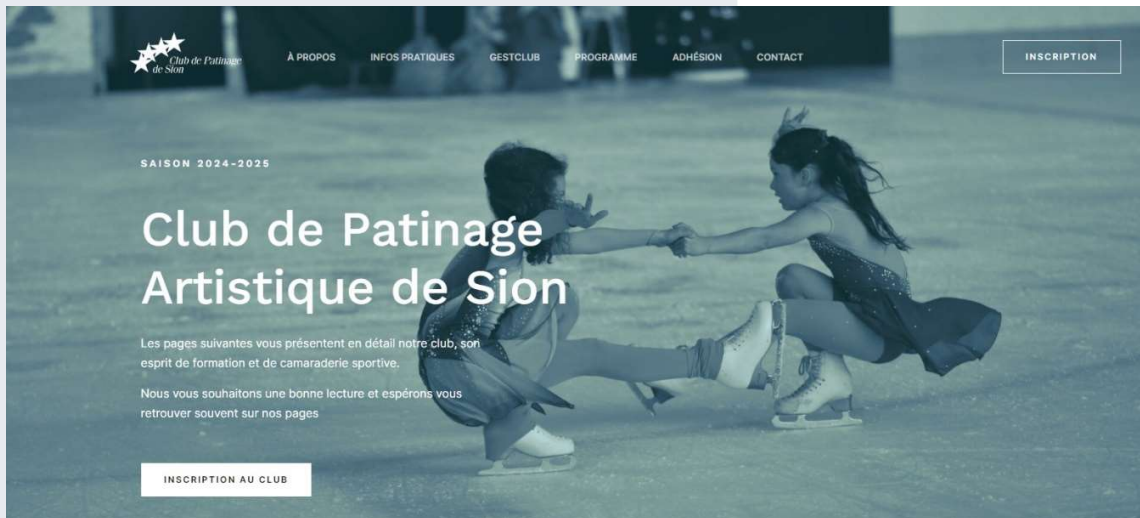 Club de Patinage
de Sion
À PROPOS
INFOS PRATIQUES
GESTCLUB
PROGRAMME
ADHÉSION
CONTACT
INSCRIPTION
SAISON 2024-2025
Club de Patinage
Artistique de Sion
Les pages suivantes vous présentent en détail notre club, son
esprit de formation et de camaraderie sportive.
Nous vous souhaitons une bonne lecture et espérons vous
retrouver souvent sur nos pages
INSCRIPTION AU CLUB